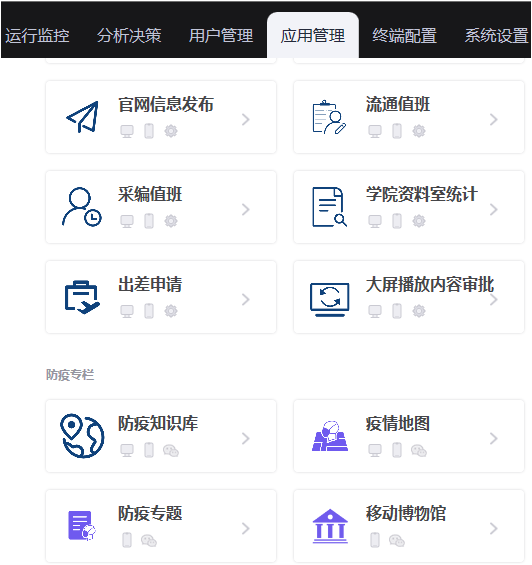 运行监控 分析决策 用户管理 应用管理 终端配置 系统设置
官网信息发布 流通值班
采编值班 学院资料室统计
出差申请 大屏播放内容审批
防疫专栏
防疫知识库 疫情地图
防疫专题 移动博物馆